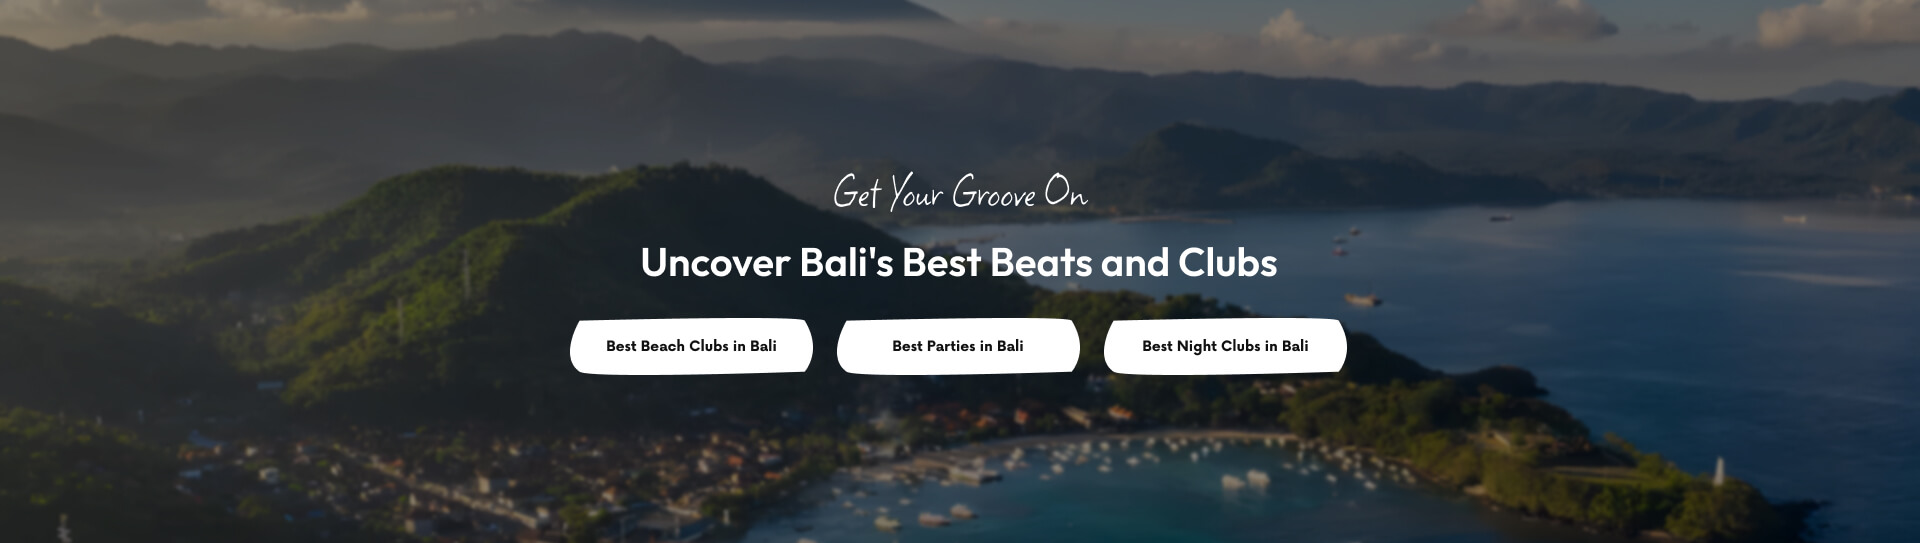 Get Your Groove On
Uncover Bali's Best Beats and Clubs
Best Beach Clubs in Bali
Best Parties in Bali
Best Night Clubs in Bali